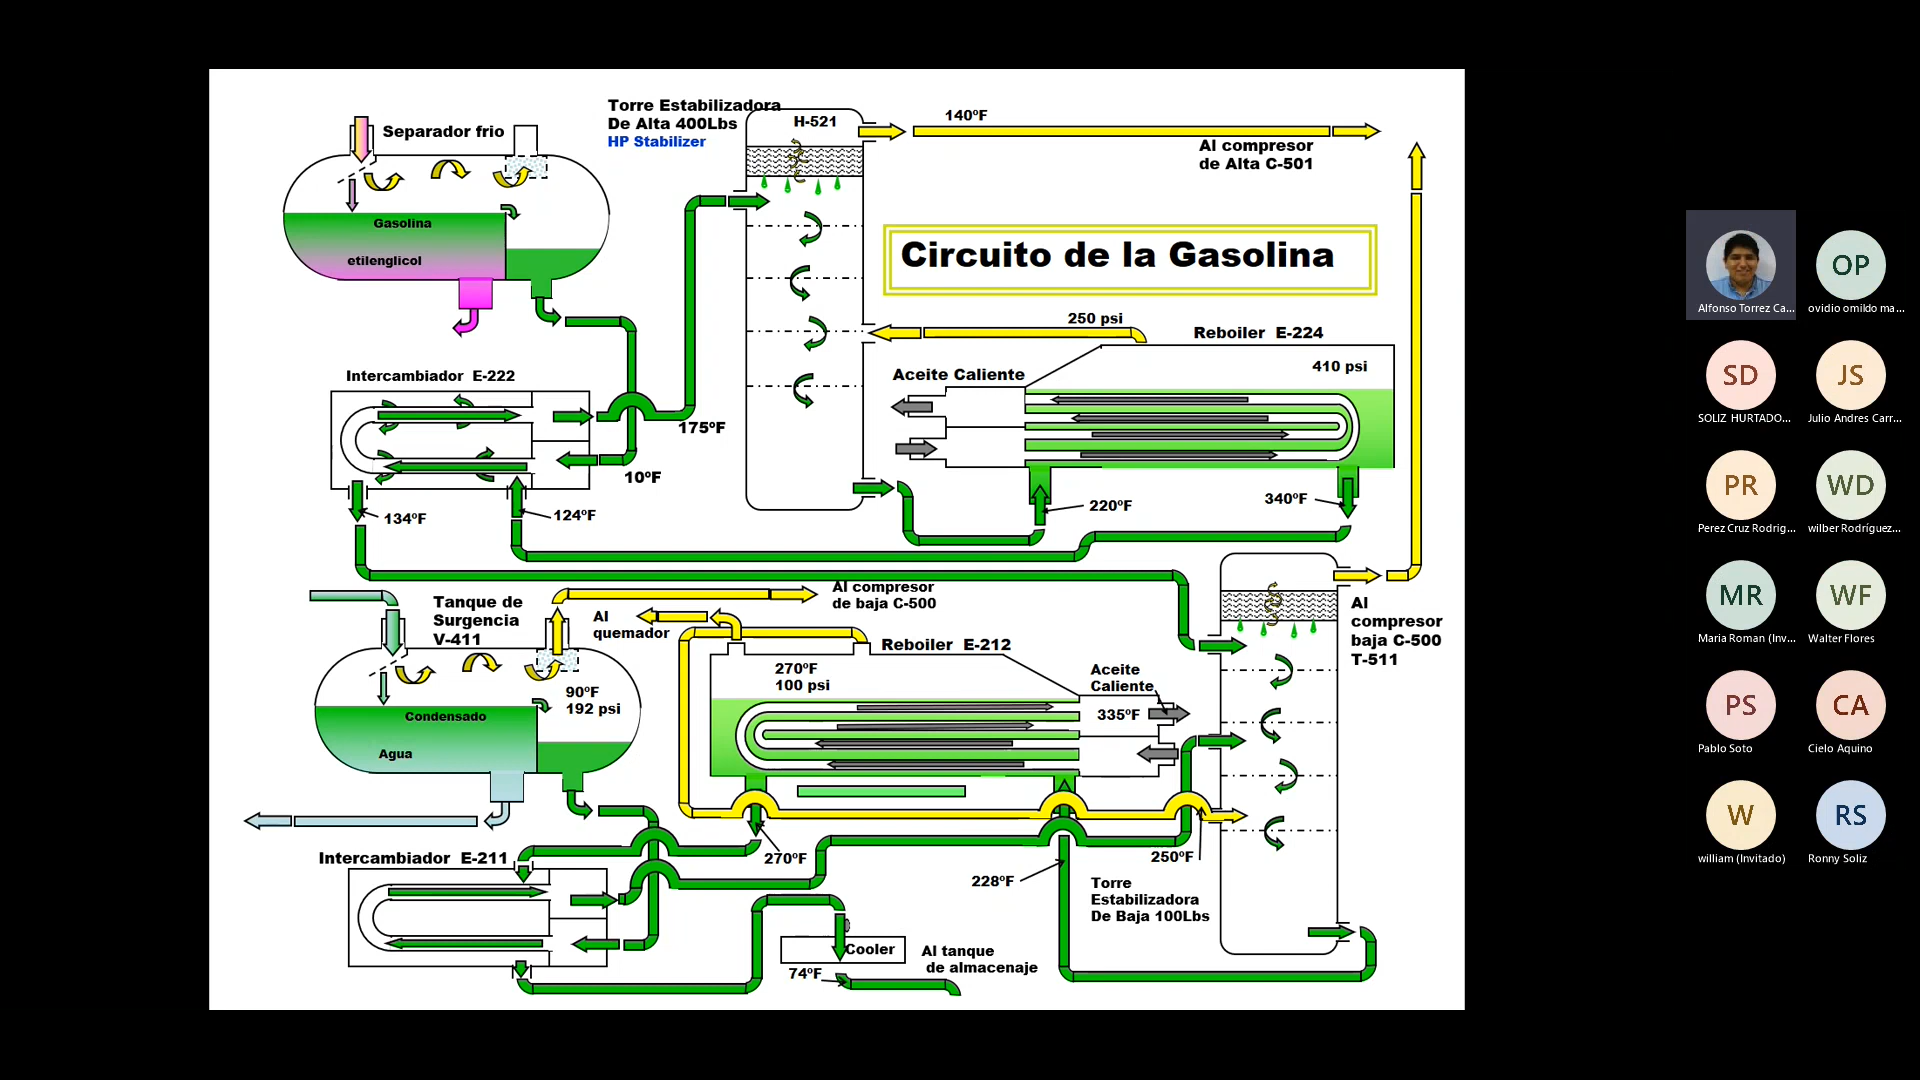 Torre Estabilizadora
De Alta 400Lbs
HP Stabilizer
H-521
140ºF
Al compresor
de Alta C-501
Separador frio
Gasolina
etilenglicol
Circuito de la Gasolina
250 psi
Reboiler E-224
410 psi
Aceite Caliente
Intercambiador E-222
175ºF
10ºF
134ºF
124ºF
220ºF
340ºF
Tanque de
Surgencia
V-411
Al compresor
de baja C-500
Al
quemador
Reboiler E-212
270ºF
100 psi
Aceite
Caliente
335ºF
Al
compresor
baja C-500
T-511
90ºF
192 psi
Condensado
Agua
Intercambiador E-211
270ºF
250ºF
228ºF
Torre
Estabilizadora
De Baja 100Lbs
Cooler
74ºF
Al tanque
de almacenaje
Alfonso Torrez Ca...
OP
ovidio omildo ma...
SD
SOLIZ HURTADO...
JS
Julio Andres Carr...
PR
Perez Cruz Rodrig...
WD
wilber Rodríguez...
MR
Maria Roman (Inv...
WF
Walter Flores
PS
Pablo Soto
CA
Cielo Aquino
W
william (Invitado)
RS
Ronny Soliz